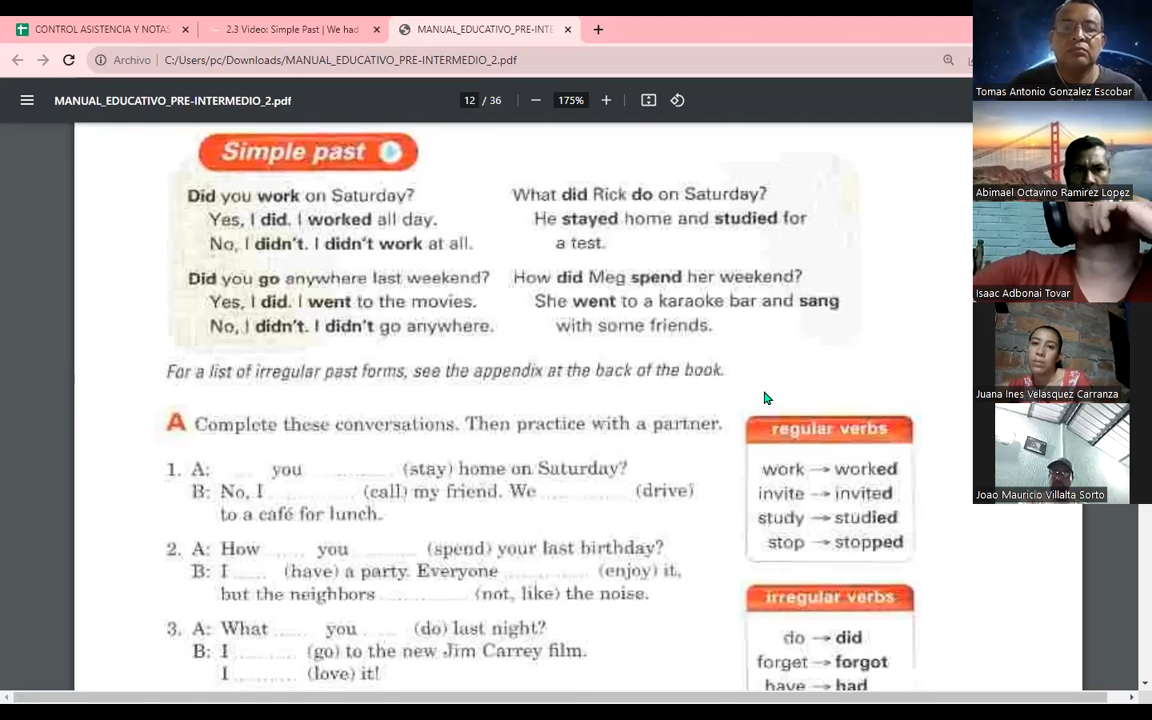 CONTROL ASISTENCIA Y NOTAS
2.3 Video: Simple Past | We had
MANUAL_EDUCATIVO_PRE-INTE
Archivo
C:/Users/pc/Downloads/MANUAL_EDUCATIVO_PRE-INTERMEDIO_2.pdf
MANUAL_EDUCATIVO_PRE-INTERMEDIO_2.pdf
12 / 36
175%
Simple past
Did you work on Saturday?
Yes, I did. I worked all day.
No, I didn't. I didn't work at all.
Did you go anywhere last weekend?
Yes, I did. I went to the movies.
No, I didn't. I didn't go anywhere.
What did Rick do on Saturday?
He stayed home and studied for
a test.
How did Meg spend her weekend?
She went to a karaoke bar and sang
with some friends.
For a list of irregular past forms, see the appendix at the back of the book.
A Complete these conversations. Then practice with a partner.
1. A: ........ you ............ (stay) home on Saturday?
B: No, I ............ (call) my friend. We ............ (drive)
to a café for lunch.
2. A: How ........ you ............ (spend) your last birthday?
B: I ........ (have) a party. Everyone ............ (enjoy) it,
but the neighbors ............ (not, like) the noise.
3. A: What ........ you ........ (do) last night?
B: I ............ (go) to the new Jim Carrey film.
I ............ (love) it!
regular verbs
work → worked
invite → invited
study → studied
stop → stopped
irregular verbs
do → did
forget → forgot
have → had
Tomas Antonio Gonzalez Escobar
Abimael Octavino Ramirez Lopez
Isaac Adbonai Tovar
Juana Ines Velasquez Carranza
Joao Mauricio Villalta Sorto